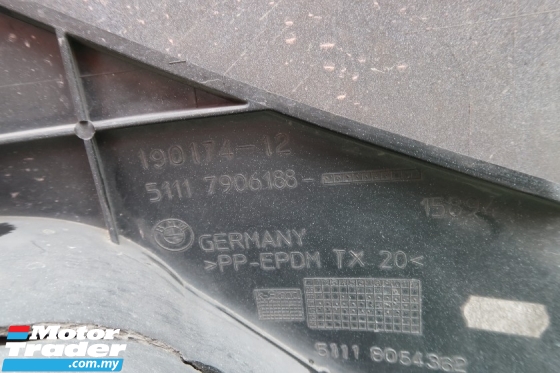 190174-12
5111 7906188-
GERMANY
>PP-EPDM TX 20<
5111 8054362
Motor
Trader
.com.my